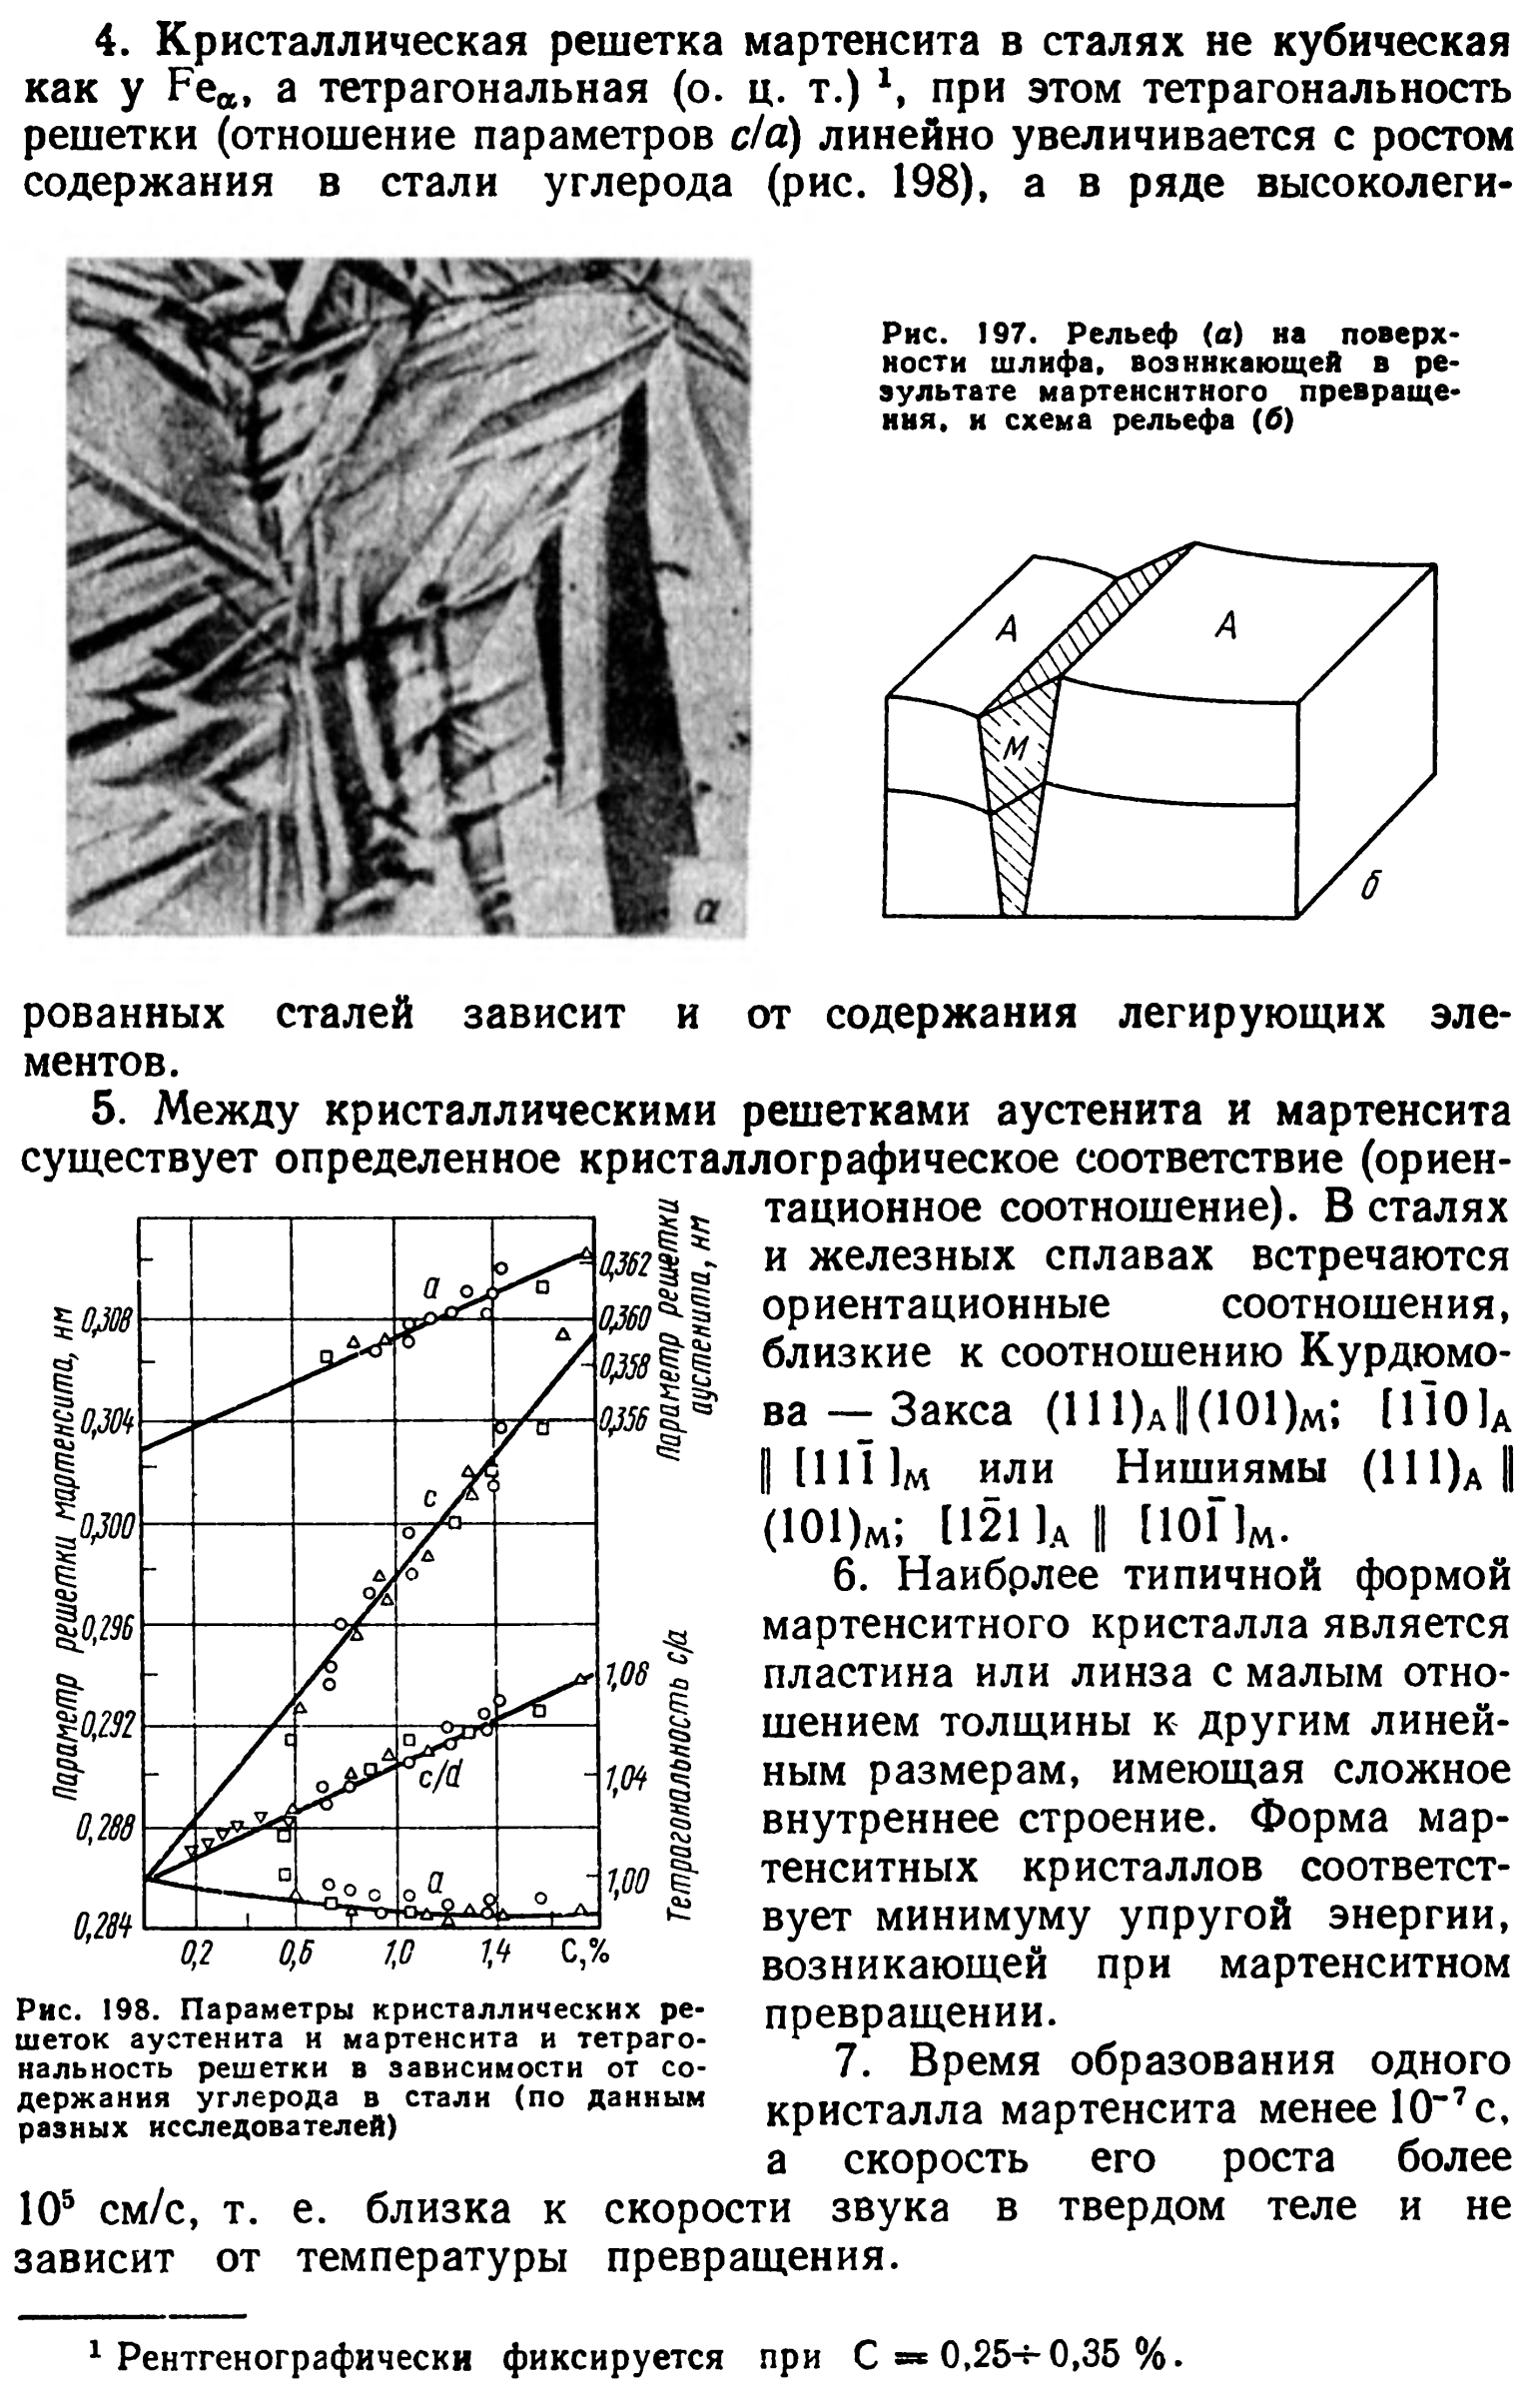 4. Кристаллическая решетка мартенсита в сталях не кубическая
как у Feα, а тетрагональная (о. ц. т.) ¹, при этом тетрагональность
решетки (отношение параметров c/a) линейно увеличивается с ростом
содержания в стали углерода (рис. 198), а в ряде высоколеги-
Рис. 197. Рельеф (а) на поверх-
ности шлифа, возникающей в ре-
зультате мартенситного превраще-
ния, и схема рельефа (б)
А
А
М
а
б
рованных сталей зависит и от содержания легирующих эле-
ментов.
5. Между кристаллическими решетками аустенита и мартенсита
существует определенное кристаллографическое соответствие (ориен-
тационное соотношение). В сталях
и железных сплавах встречаются
ориентационные соотношения,
близкие к соотношению Курдюмо-
ва — Закса (111)А||(101)М; [11̄0]А
|| [111̄]М или Нишиямы (111)А ||
(101)М; [12̄1]А || [101̄]М.
6. Наиболее типичной формой
мартенситного кристалла является
пластина или линза с малым отно-
шением толщины к другим линей-
ным размерам, имеющая сложное
внутреннее строение. Форма мар-
тенситных кристаллов соответст-
вует минимуму упругой энергии,
возникающей при мартенситном
превращении.
7. Время образования одного
кристалла мартенсита менее 10⁻⁷ с,
а скорость его роста более
10⁵ см/с, т. е. близка к скорости звука в твердом теле и не
зависит от температуры превращения.
Параметр решетки мартенсита, нм
0,308
0,304
0,300
0,296
0,292
0,288
0,284
0,2 0,6 1,0 1,4 C,%
a
c
c/d
a
0,362
0,360
0,358
0,356
Параметр решетки
аустенита, нм
1,08
1,04
1,00
Тетрагональность c/a
Рис. 198. Параметры кристаллических ре-
шеток аустенита и мартенсита и тетраго-
нальность решетки в зависимости от со-
держания углерода в стали (по данным
разных исследователей)
¹ Рентгенографически фиксируется при С = 0,25÷0,35 %.